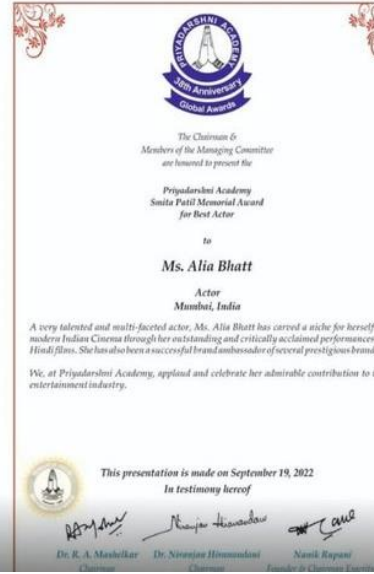 PRIYADARSHNI ACADEMY
38th Anniversary
Global Awards
The Chairman &
Members of the Managing Committee
are honored to present the
Priyadarshni Academy
Smita Patil Memorial Award
for Best Actor
to
Ms. Alia Bhatt
Actor
Mumbai, India
A very talented and multi-faceted actor, Ms. Alia Bhatt has carved a niche for herself
modern Indian Cinema through her outstanding and critically acclaimed performances
Hindi films. She has also been a successful brand ambassador of several prestigious brand
We, at Priyadarshni Academy, applaud and celebrate her admirable contribution to
entertainment industry.
This presentation is made on September 19, 2022
In testimony hereof
Dr. R. A. Mashelkar Dr. Niranjan Hiranandani Nanik Rupani
Chairman Chairman Founder & Chairman